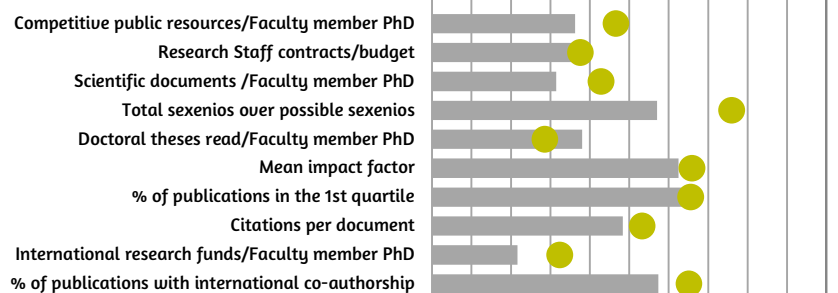 Competitive public resources/Faculty member PhD
Research Staff contracts/budget
Scientific documents /Faculty member PhD
Total sexenios over possible sexenios
Doctoral theses read/Faculty member PhD
Mean impact factor
% of publications in the 1st quartile
Citations per document
International research funds/Faculty member PhD
% of publications with international co-authorship